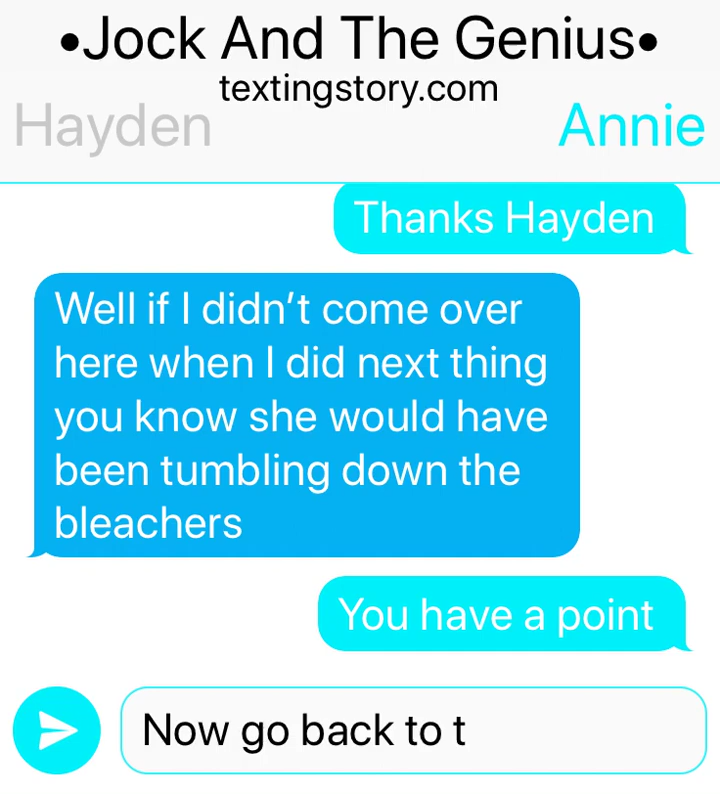 •Jock And The Genius•
textingstory.com
Hayden
Annie
Thanks Hayden
Well if I didn’t come over
here when I did next thing
you know she would have
been tumbling down the
bleachers
You have a point
Now go back to t